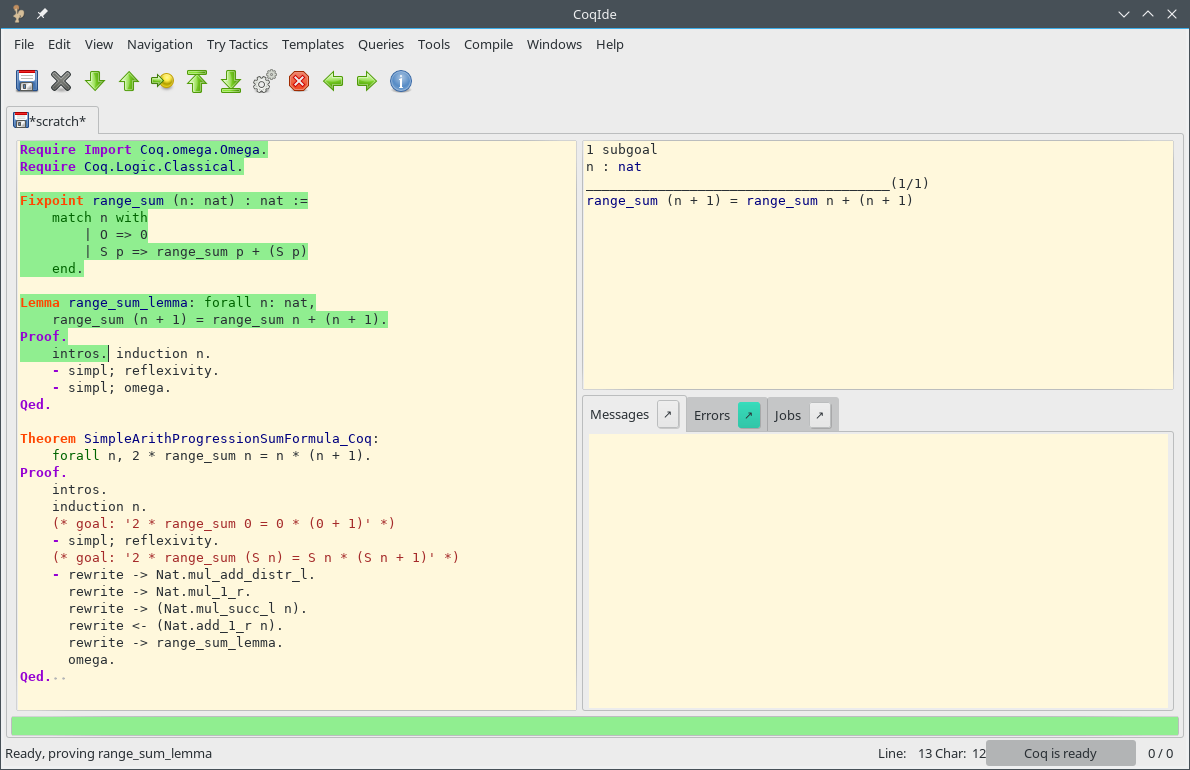 CoqIde
File Edit View Navigation Try Tactics Templates Queries Tools Compile Windows Help
*scratch*
Require Import Coq.omega.Omega.
Require Coq.Logic.Classical.
Fixpoint range_sum (n: nat) : nat :=
    match n with
        | O => 0
        | S p => range_sum p + (S p)
    end.
Lemma range_sum_lemma: forall n: nat,
    range_sum (n + 1) = range_sum n + (n + 1).
Proof.
    intros. induction n.
    - simpl; reflexivity.
    - simpl; omega.
Qed.
Theorem SimpleArithProgressionSumFormula_Coq:
    forall n, 2 * range_sum n = n * (n + 1).
Proof.
    intros.
    induction n.
    (* goal: '2 * range_sum 0 = 0 * (0 + 1)' *)
    - simpl; reflexivity.
    (* goal: '2 * range_sum (S n) = S n * (S n + 1)' *)
    - rewrite -> Nat.mul_add_distr_l.
      rewrite -> Nat.mul_1_r.
      rewrite -> (Nat.mul_succ_l n).
      rewrite <- (Nat.add_1_r n).
      rewrite -> range_sum_lemma.
      omega.
Qed.
1 subgoal
n : nat
______________________________________(1/1)
range_sum (n + 1) = range_sum n + (n + 1)
Messages Errors Jobs
Ready, proving range_sum_lemma
Line: 13 Char: 12 Coq is ready 0 / 0